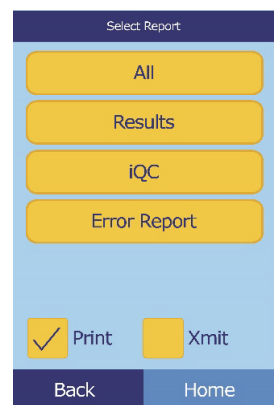 Select Report
All
Results
iQC
Error Report
Print Xmit
Back Home